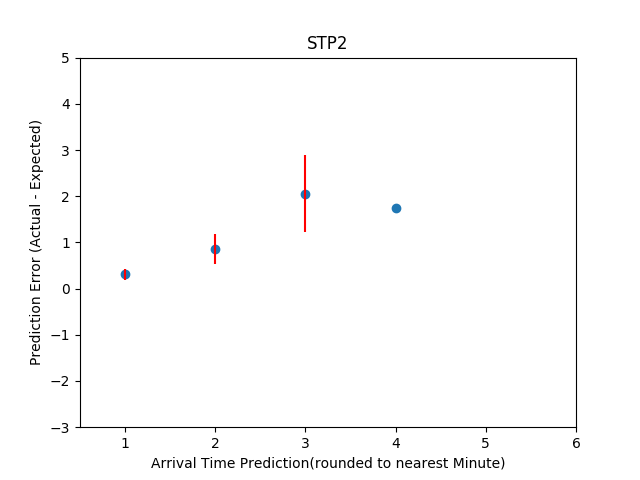 STP2
5
4
3
2
1
0
−1
−2
−3
Prediction Error (Actual - Expected)
1 2 3 4 5 6
Arrival Time Prediction(rounded to nearest Minute)